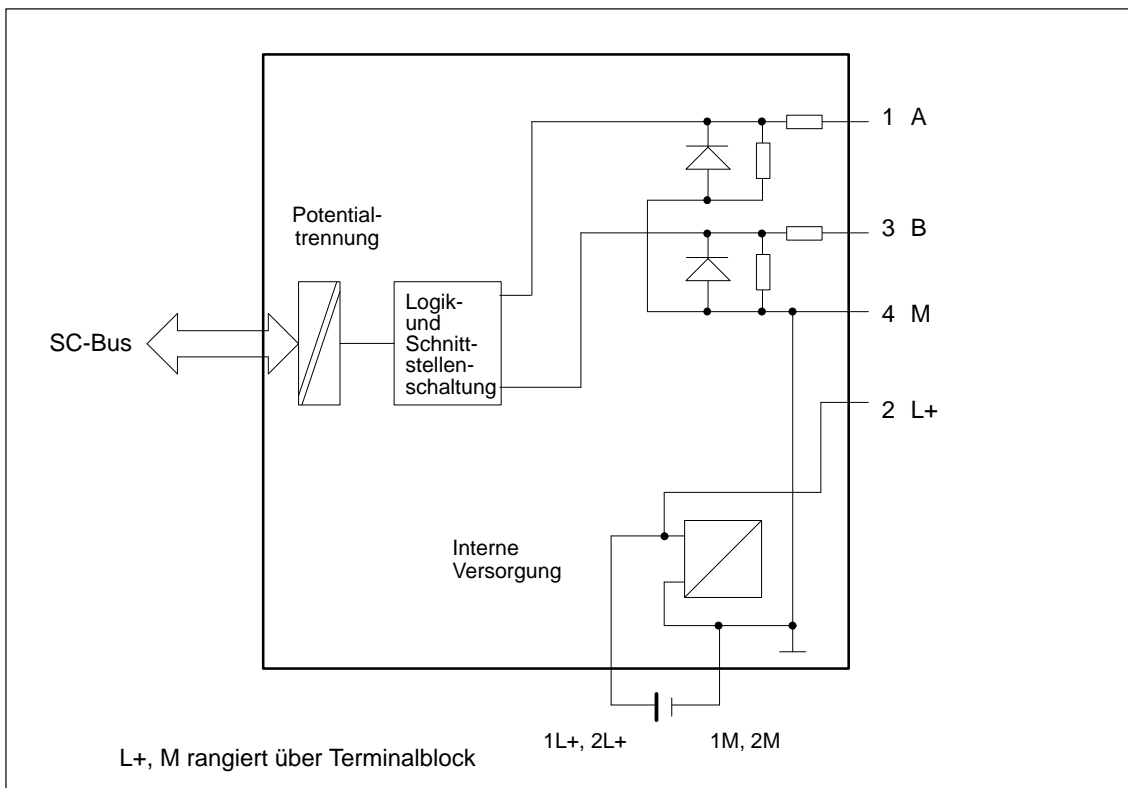 1 A
Potential-
trennung
3 B
Logik-
und
Schnitt-
stellen-
schaltung
4 M
SC-Bus
2 L+
Interne
Versorgung
1L+, 2L+
1M, 2M
L+, M rangiert über Terminalblock